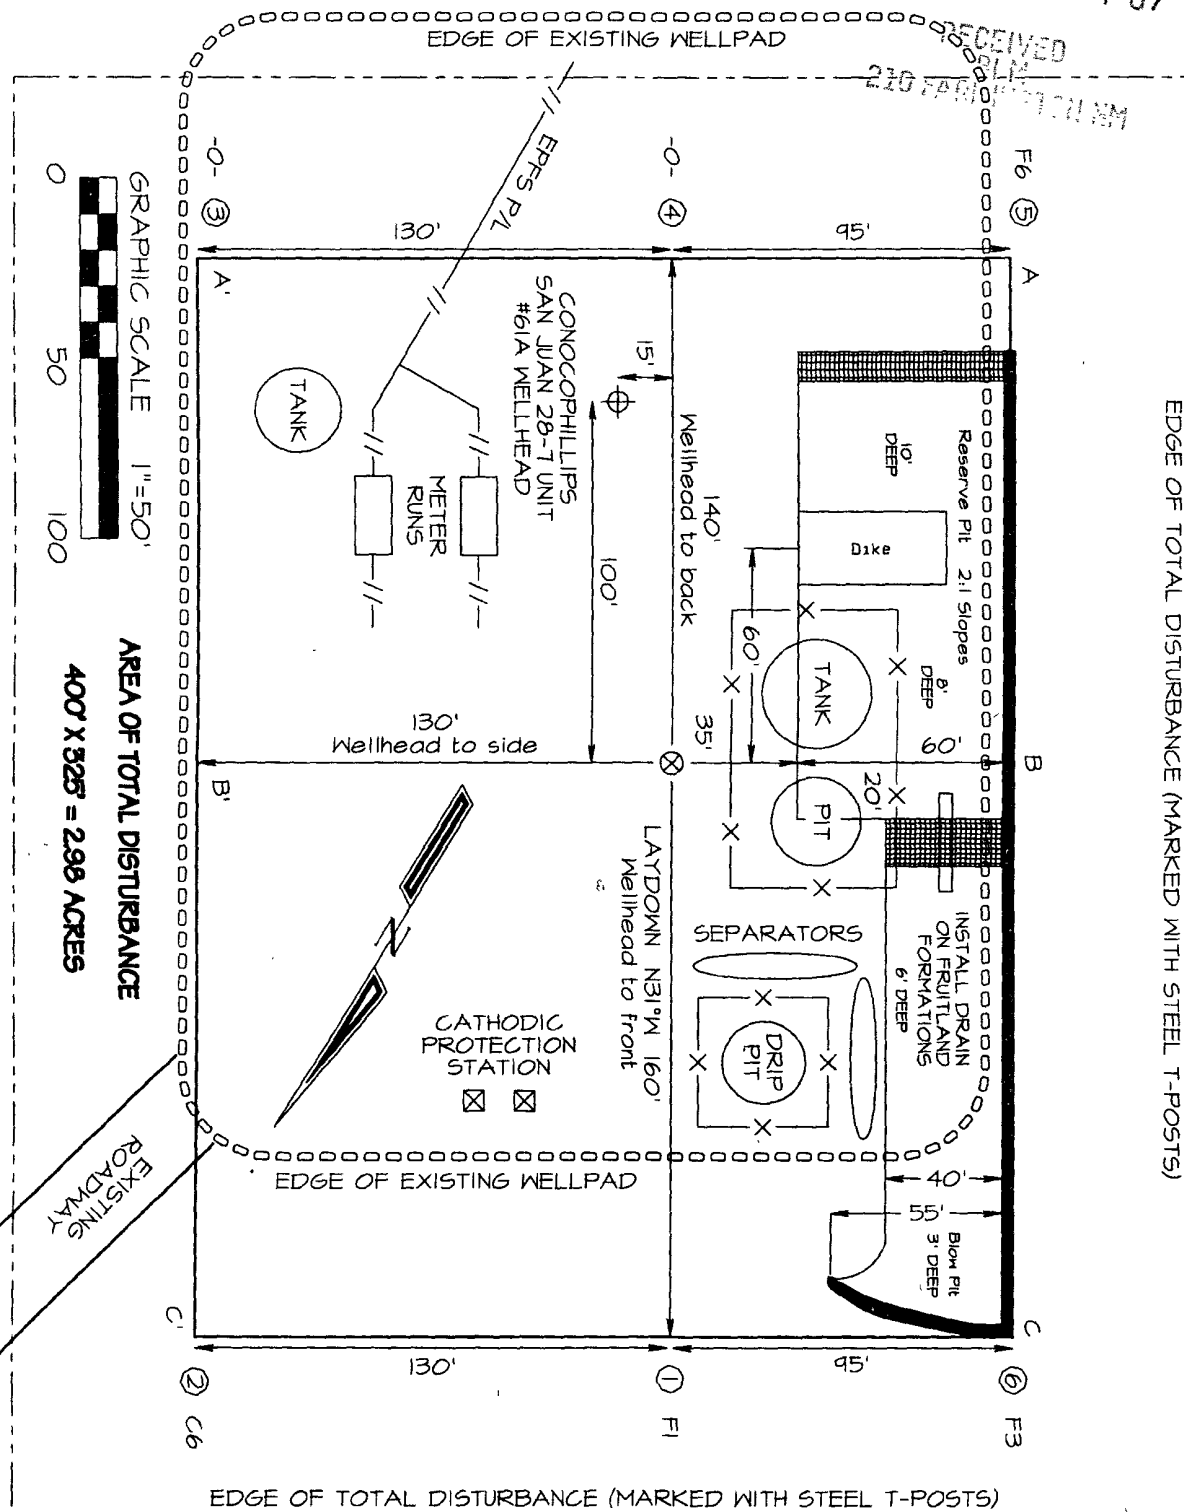 -1 07
RECEIVED
BLM
210 FARMINGTON NM
EDGE OF EXISTING WELLPAD
EDGE OF TOTAL DISTURBANCE (MARKED WITH STEEL T-POSTS)
-0- 3
-0- 4
F6 5
130'
95'
A'
A
EPFS P/L
GRAPHIC SCALE 1"=50'
0 50 100
CONOCOPHILLIPS
SAN JUAN 28-7 UNIT
#61A WELLHEAD
15'
TANK
METER
RUNS
100'
140'
Wellhead to back
10'
DEEP
Reserve Pit 2:1 Slopes
Dike
60'
8'
DEEP
TANK
35'
60'
130'
Wellhead to side
B'
B
20'
PIT
AREA OF TOTAL DISTURBANCE
400' X 325' = 2.98 ACRES
N
LAYDOWN N31°W 160'
Wellhead to front
SEPARATORS
INSTALL DRAIN
ON FRUITLAND
FORMATIONS
6' DEEP
CATHODIC
PROTECTION
STATION
DRIP
PIT
EXISTING
ROADWAY
EDGE OF EXISTING WELLPAD
40'
55'
Blow Pit
3' DEEP
C'
C
130'
95'
2 C6
1 F1
6 F3
EDGE OF TOTAL DISTURBANCE (MARKED WITH STEEL T-POSTS)